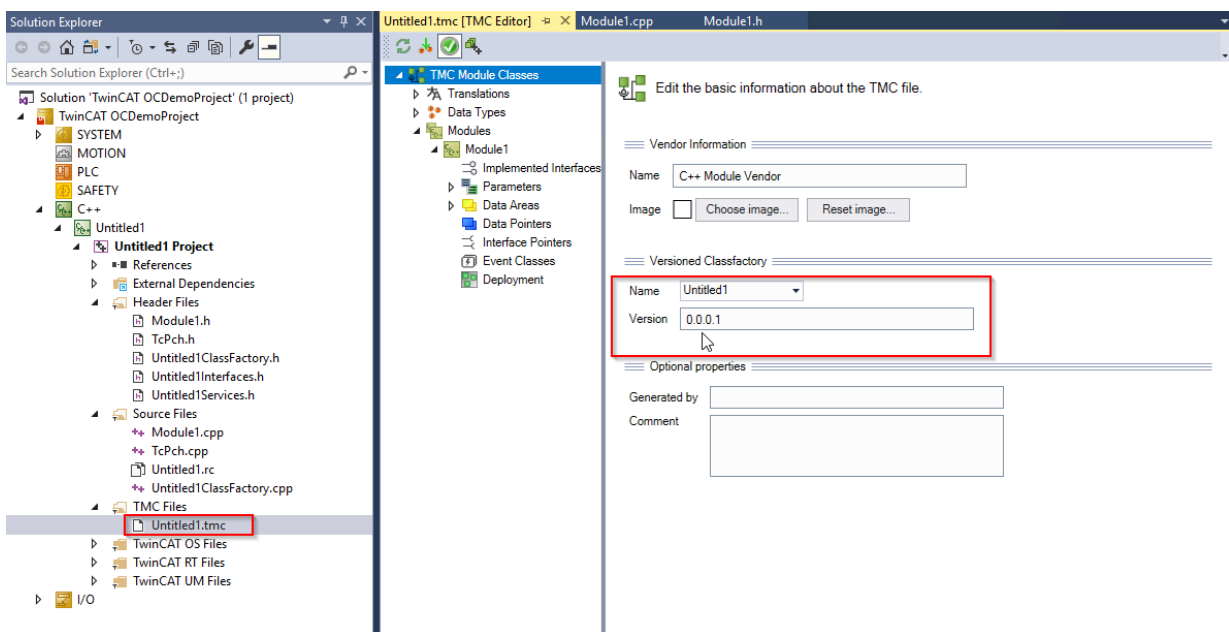 Solution Explorer
Search Solution Explorer (Ctrl+;)
Solution 'TwinCAT OCDemoProject' (1 project)
TwinCAT OCDemoProject
SYSTEM
MOTION
PLC
SAFETY
C++
Untitled1
Untitled1 Project
References
External Dependencies
Header Files
Module1.h
TcPch.h
Untitled1ClassFactory.h
Untitled1Interfaces.h
Untitled1Services.h
Source Files
Module1.cpp
TcPch.cpp
Untitled1.rc
Untitled1ClassFactory.cpp
TMC Files
Untitled1.tmc
TwinCAT OS Files
TwinCAT RT Files
TwinCAT UM Files
I/O
Untitled1.tmc [TMC Editor]
Module1.cpp
Module1.h
TMC Module Classes
Translations
Data Types
Modules
Module1
Implemented Interfaces
Parameters
Data Areas
Data Pointers
Interface Pointers
Event Classes
Deployment
Edit the basic information about the TMC file.
Vendor Information
Name C++ Module Vendor
Image Choose image... Reset image...
Versioned Classfactory
Name Untitled1
Version 0.0.0.1
Optional properties
Generated by
Comment